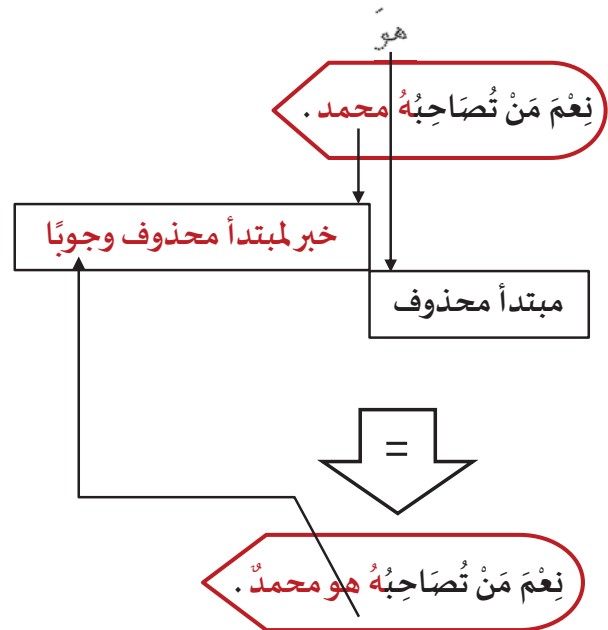 هوَ
نِعْمَ مَنْ تُصَاحِبُهُ محمد .
خبر لمبتدأ محذوف وجوبًا
مبتدأ محذوف
=
نِعْمَ مَنْ تُصَاحِبُهُ هو محمدٌ .